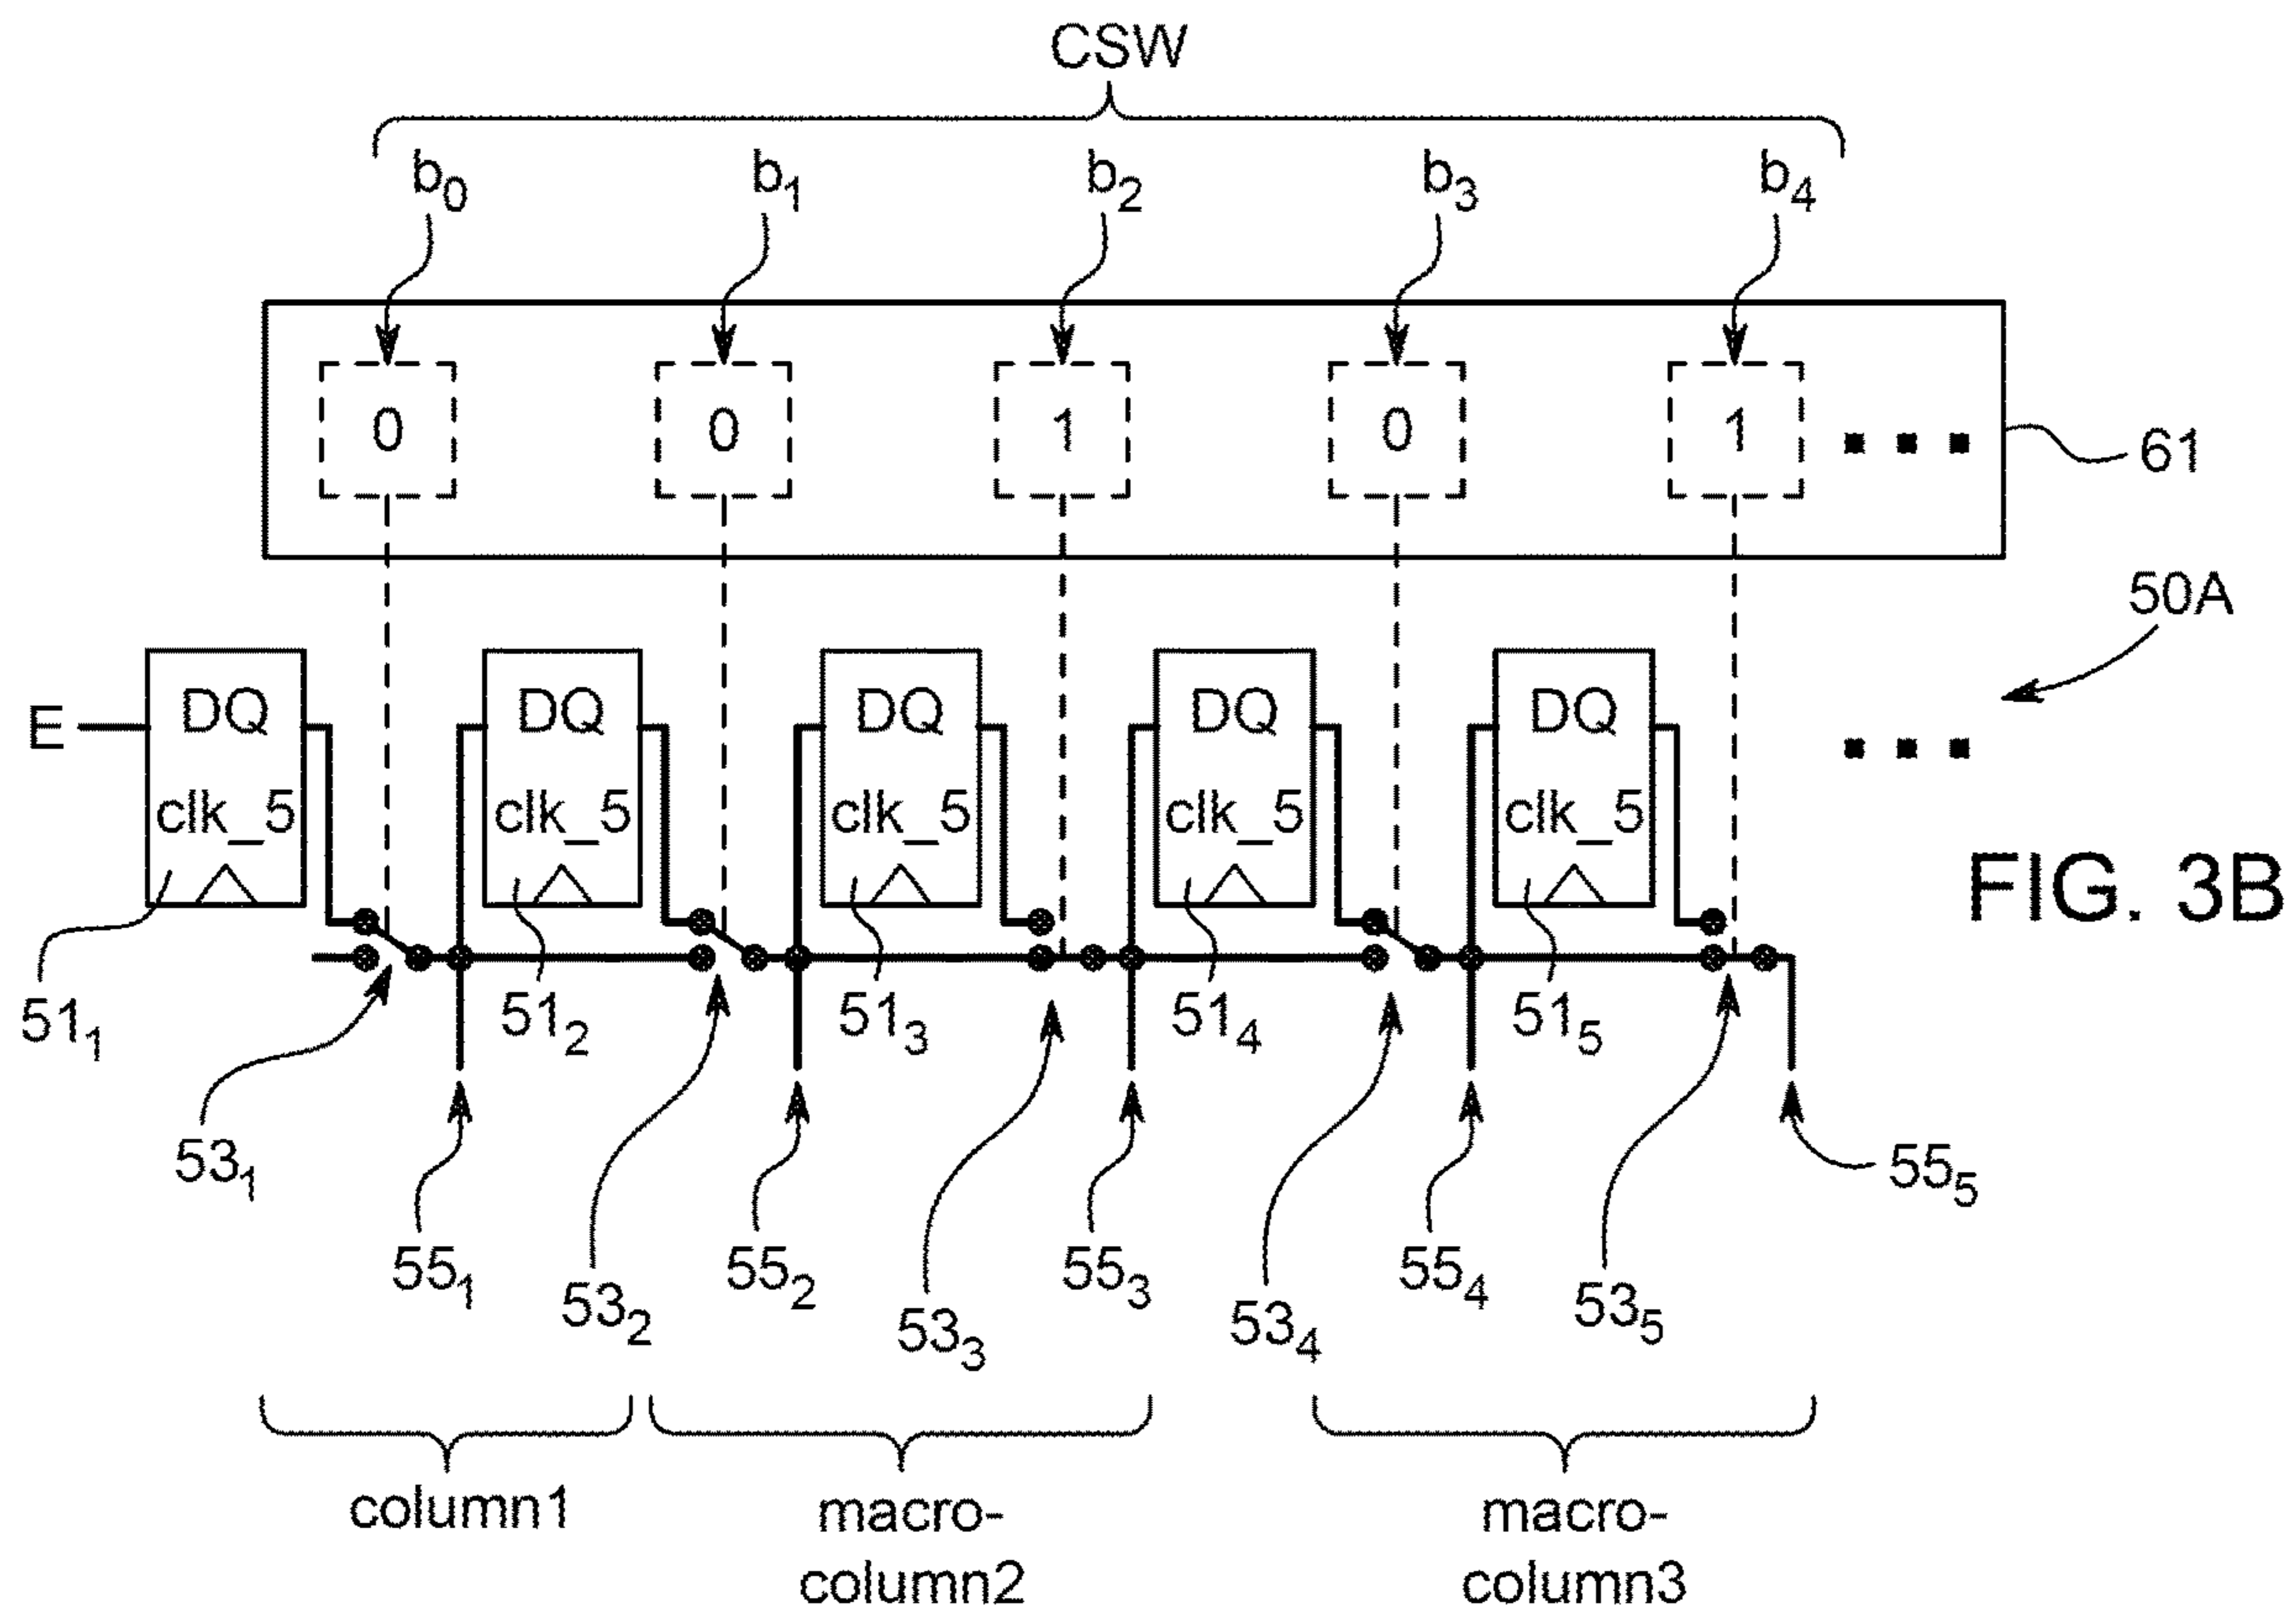 CSW
b0 b1 b2 b3 b4
0 0 1 0 1
61
50A
E DQ DQ DQ DQ DQ
clk_5 clk_5 clk_5 clk_5 clk_5
FIG. 3B
511 512 513 514 515
531 551 532 552 533 553 534 554 535 555
column1
macro-
column2
macro-
column3